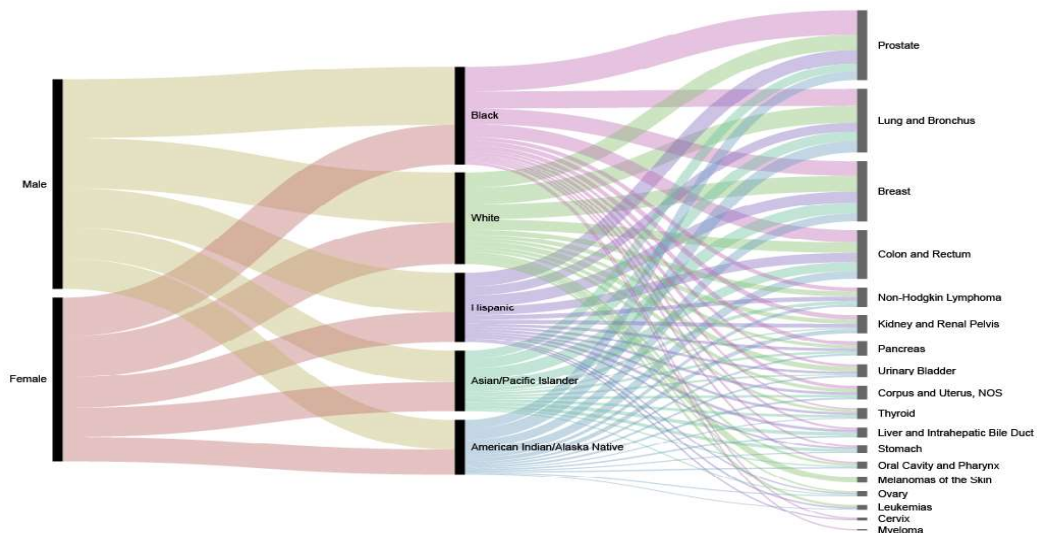 Male
Female
Black
White
Hispanic
Asian/Pacific Islander
American Indian/Alaska Native
Prostate
Lung and Bronchus
Breast
Colon and Rectum
Non-Hodgkin Lymphoma
Kidney and Renal Pelvis
Pancreas
Urinary Bladder
Corpus and Uterus, NOS
Thyroid
Liver and Intrahepatic Bile Duct
Stomach
Oral Cavity and Pharynx
Melanomas of the Skin
Ovary
Leukemias
Cervix
Myeloma